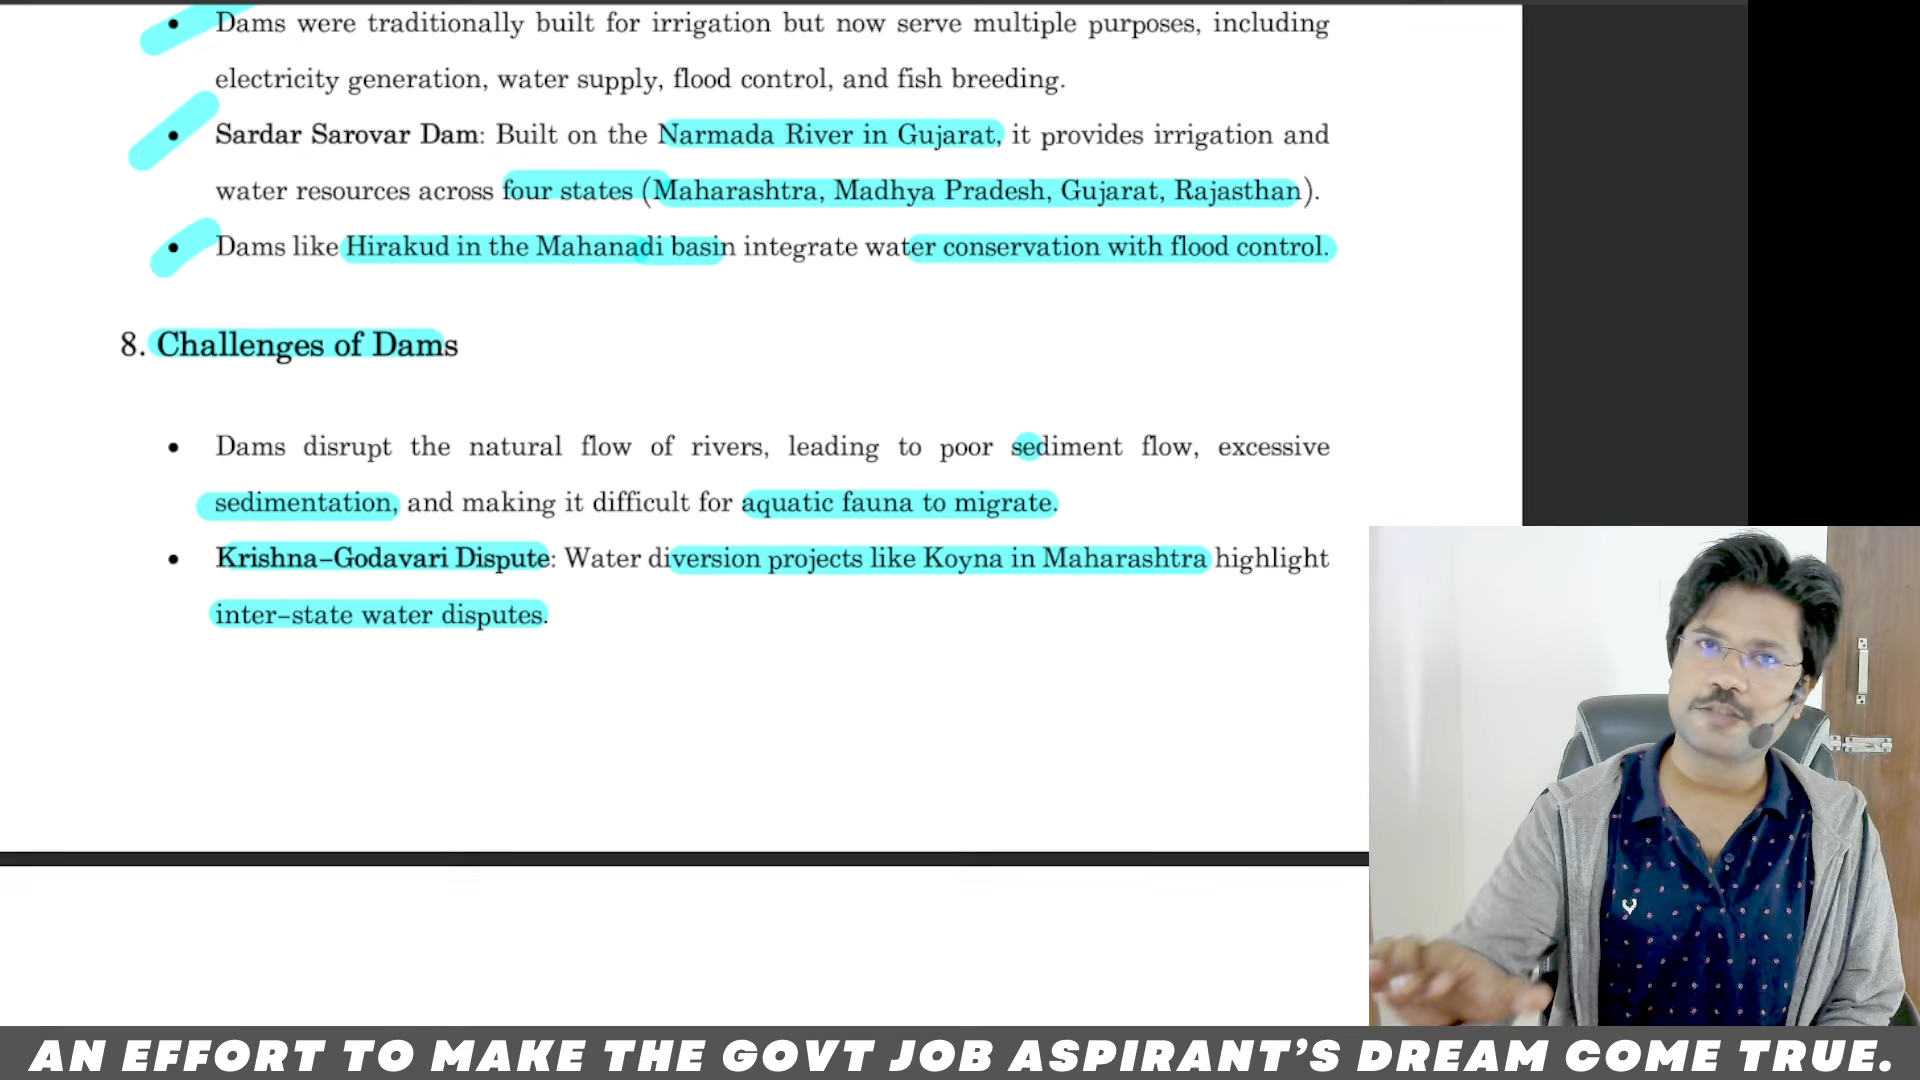 • Dams were traditionally built for irrigation but now serve multiple purposes, including
electricity generation, water supply, flood control, and fish breeding.
• Sardar Sarovar Dam: Built on the Narmada River in Gujarat, it provides irrigation and
water resources across four states (Maharashtra, Madhya Pradesh, Gujarat, Rajasthan).
• Dams like Hirakud in the Mahanadi basin integrate water conservation with flood control.
8. Challenges of Dams
• Dams disrupt the natural flow of rivers, leading to poor sediment flow, excessive
sedimentation, and making it difficult for aquatic fauna to migrate.
• Krishna–Godavari Dispute: Water diversion projects like Koyna in Maharashtra highlight
inter–state water disputes.
AN EFFORT TO MAKE THE GOVT JOB ASPIRANT'S DREAM COME TRUE.